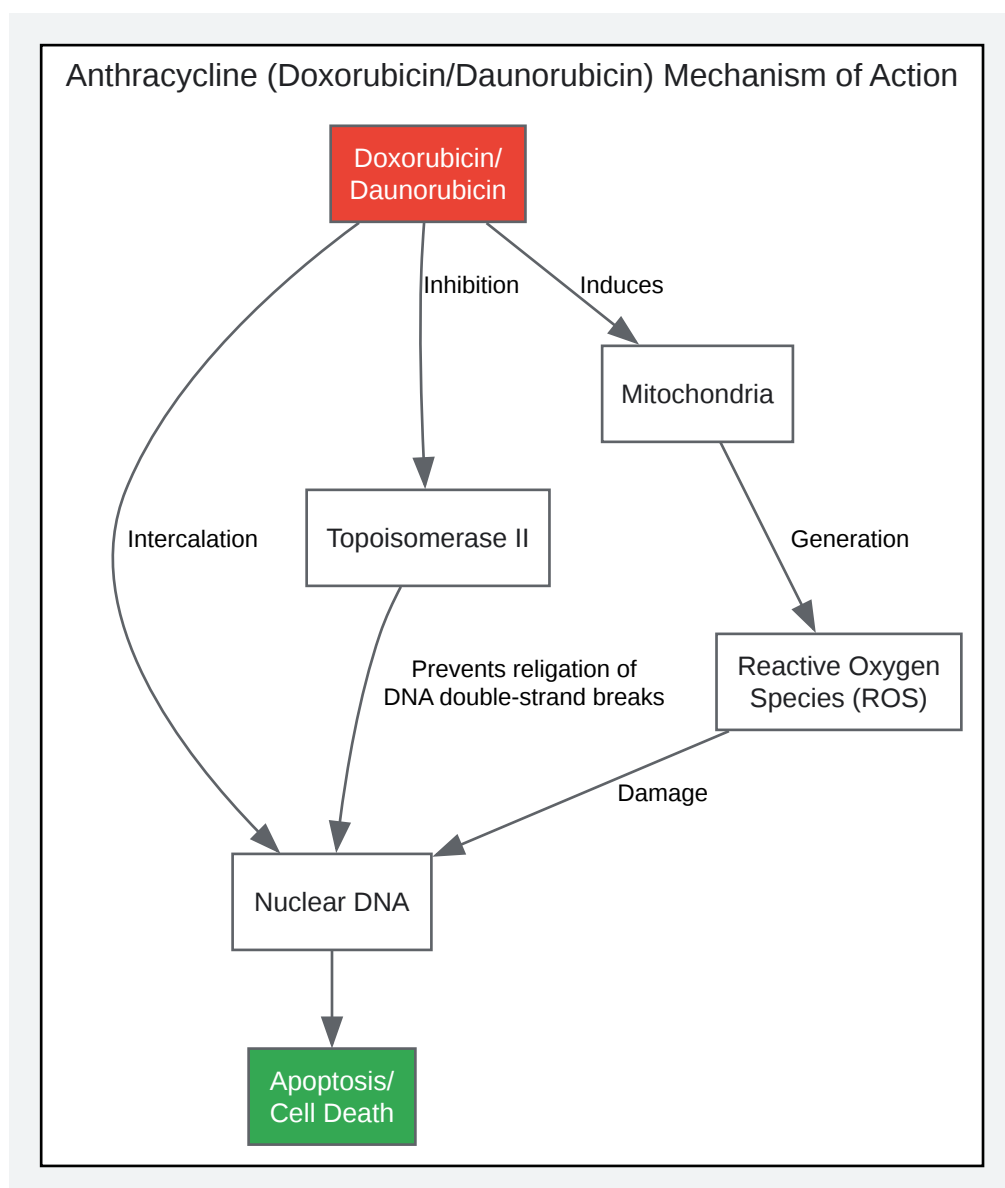 Anthracycline (Doxorubicin/Daunorubicin) Mechanism of Action
Doxorubicin/
Daunorubicin
Inhibition
Induces
Mitochondria
Intercalation
Topoisomerase II
Generation
Prevents religation of
DNA double-strand breaks
Reactive Oxygen
Species (ROS)
Damage
Nuclear DNA
Apoptosis/
Cell Death